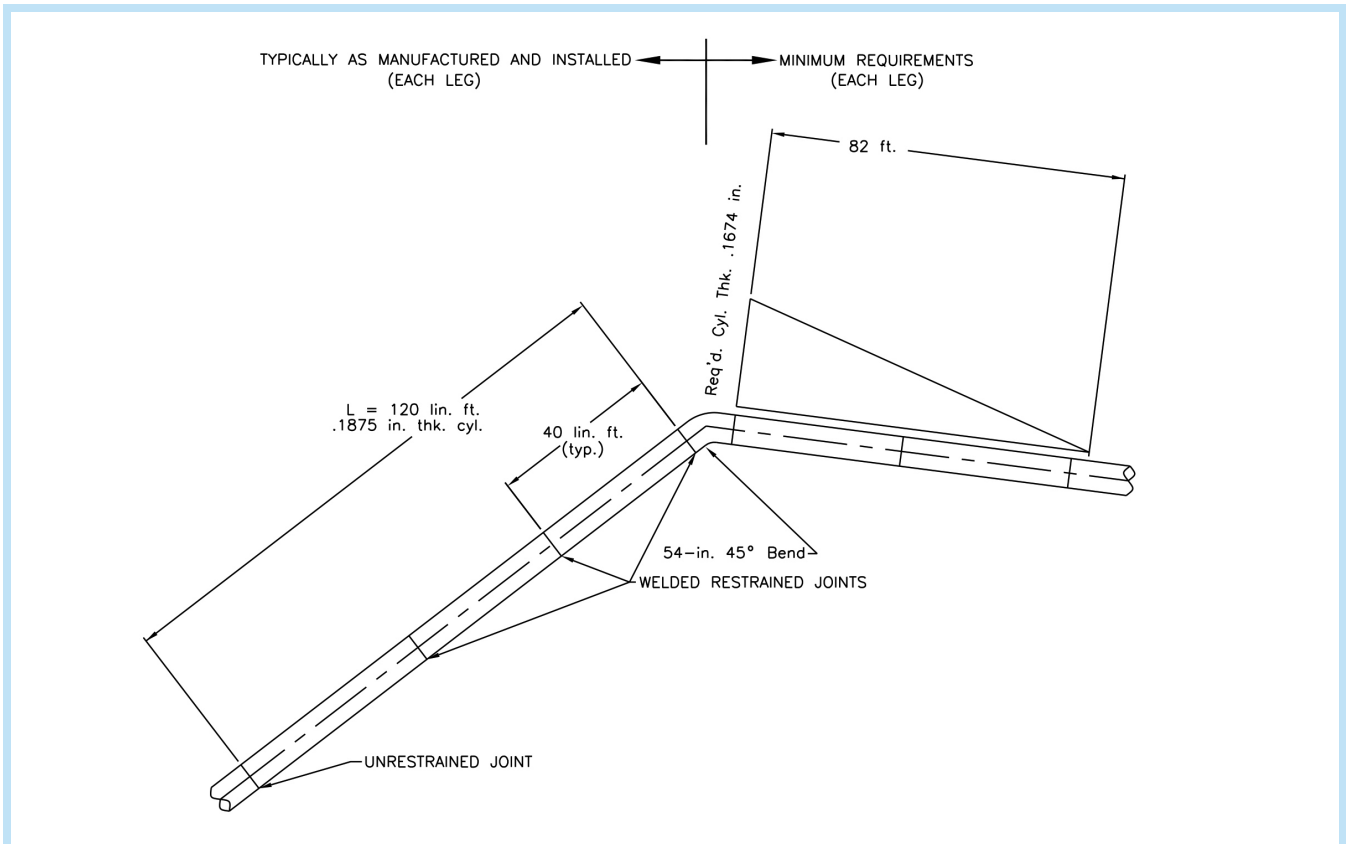 TYPICALLY AS MANUFACTURED AND INSTALLED
(EACH LEG)
MINIMUM REQUIREMENTS
(EACH LEG)
82 ft.
Req'd. Cyl. Thk. .1674 in.
L = 120 lin. ft.
.1875 in. thk. cyl.
40 lin. ft.
(typ.)
54-in. 45° Bend
WELDED RESTRAINED JOINTS
UNRESTRAINED JOINT